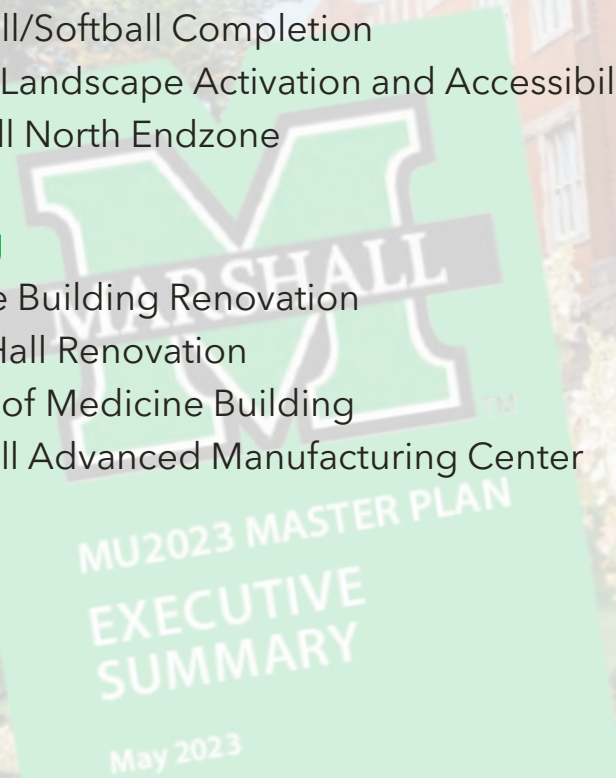 ll/Softball Completion
Landscape Activation and Accessibil
ll North Endzone
e Building Renovation
Hall Renovation
of Medicine Building
ll Advanced Manufacturing Center
MARSHALL
TM
MU2023 MASTER PLAN
EXECUTIVE
SUMMARY
May 2023